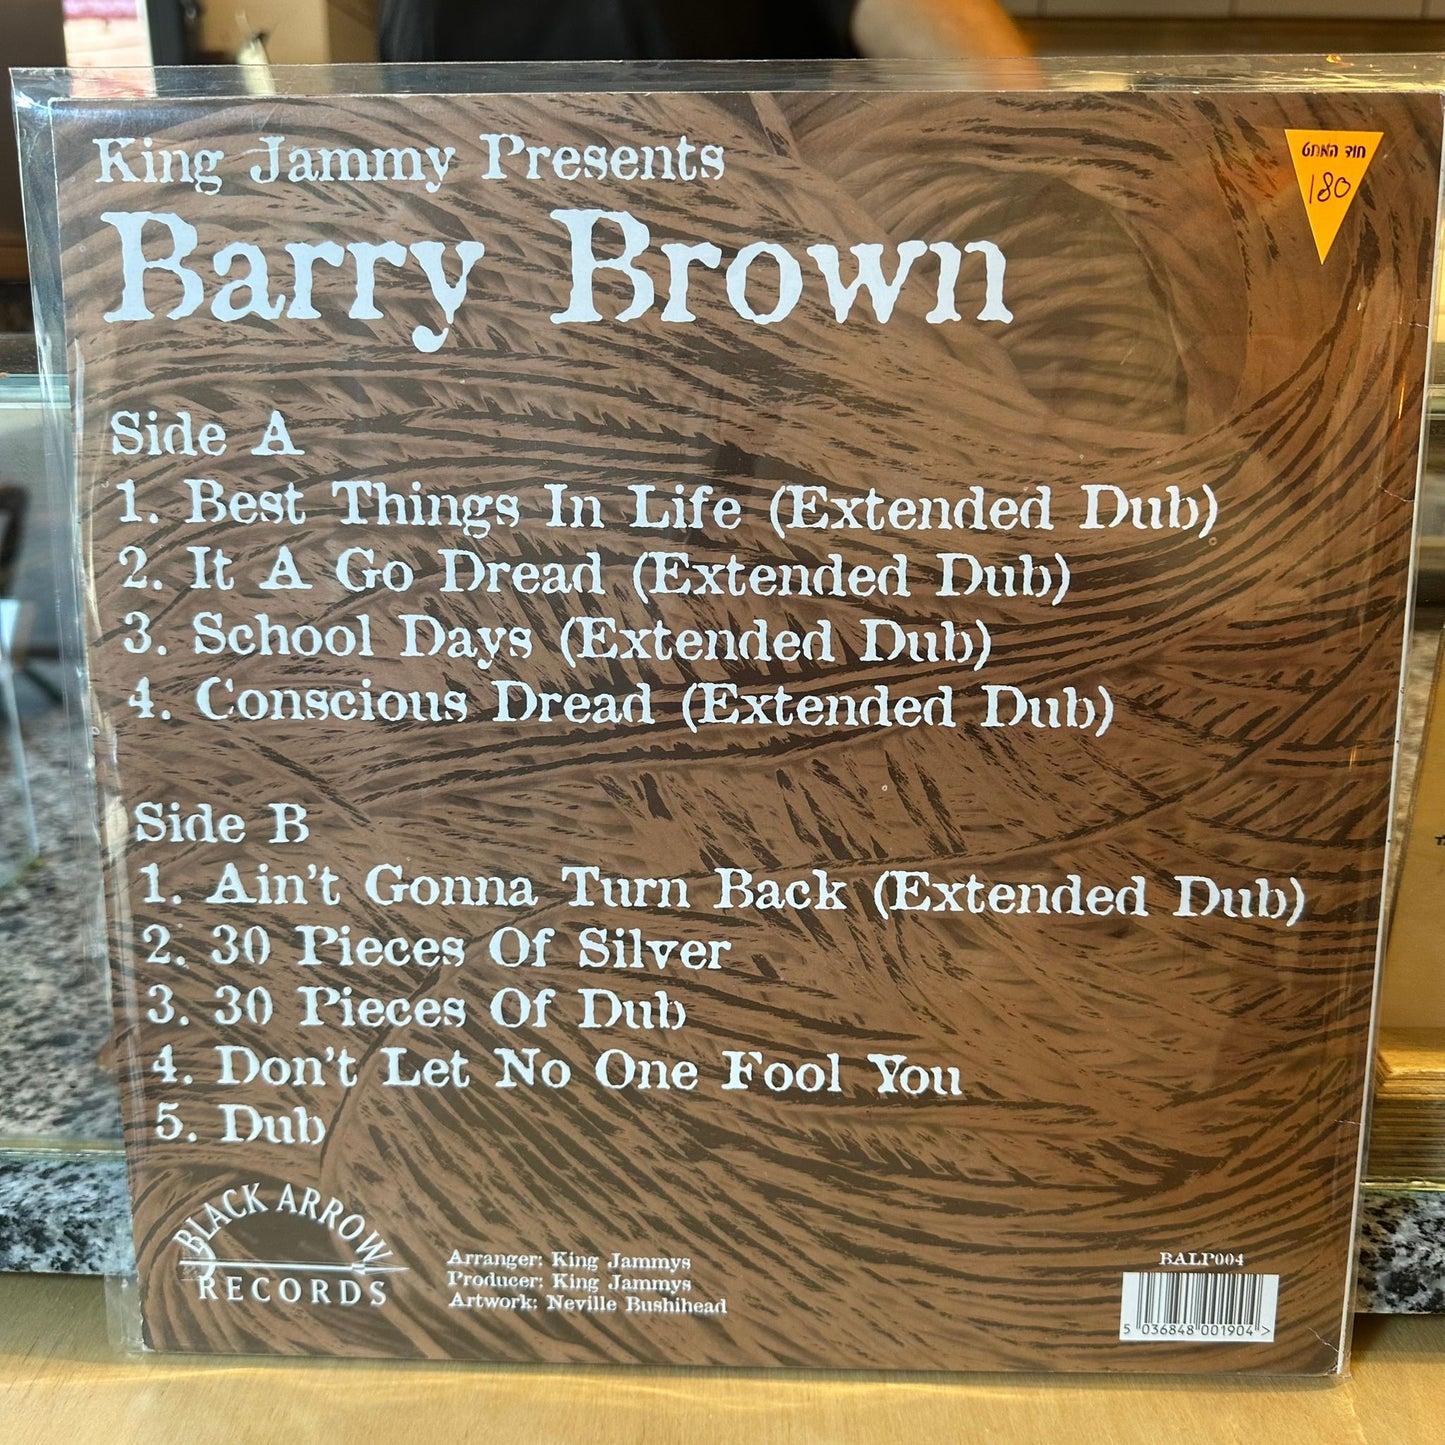 King Jammy Presents
Barry Brown
חוד האתט
180
Side A
1. Best Things In Life (Extended Dub)
2. It A Go Dread (Extended Dub)
3. School Days (Extended Dub)
4. Conscious Dread (Extended Dub)
Side B
1. Ain't Gonna Turn Back (Extended Dub)
2. 30 Pieces Of Silver
3. 30 Pieces Of Dub
4. Don't Let No One Fool You
5. Dub
BLACK ARROW
RECORDS
Arranger: King Jammys
Producer: King Jammys
Artwork: Neville Bushihead
BALP004
5 036848 001904 >